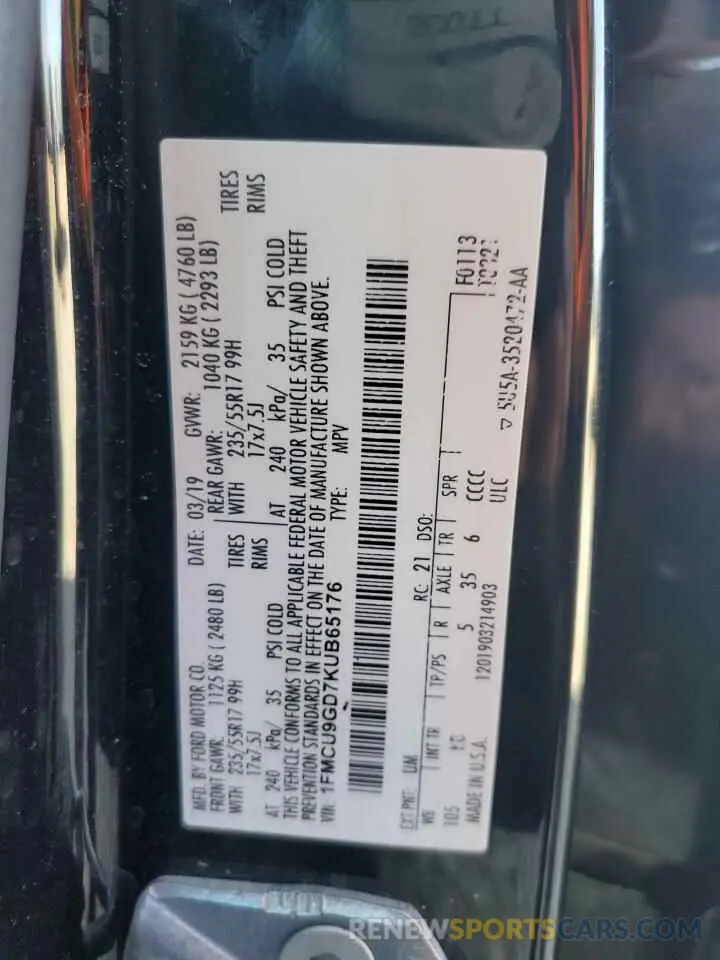 MFD. BY FORD MOTOR CO.
DATE: 03/19 GVWR: 2159 KG ( 4760 LB)
FRONT GAWR: 1125 KG ( 2480 LB) REAR GAWR: 1040 KG ( 2293 LB)
WITH 235/55R17 99H TIRES WITH 235/55R17 99H TIRES
17x7.5J RIMS 17x7.5J RIMS
AT 240 kPa/ 35 PSI COLD AT 240 kPa/ 35 PSI COLD
THIS VEHICLE CONFORMS TO ALL APPLICABLE FEDERAL MOTOR VEHICLE SAFETY AND THEFT
PREVENTION STANDARDS IN EFFECT ON THE DATE OF MANUFACTURE SHOWN ABOVE.
VIN: 1FMCU9GD7KUB65176 TYPE: MPV
EXT PNT: UM RC: 21 DSO: F0113
WB INT TR TP/PS R AXLE TR SPR
105 5 35 6 CCCC
MADE IN U.S.A. 1201903214903 ULC 5U5A-3520472-AA
RENEWSPORTSCARS.COM